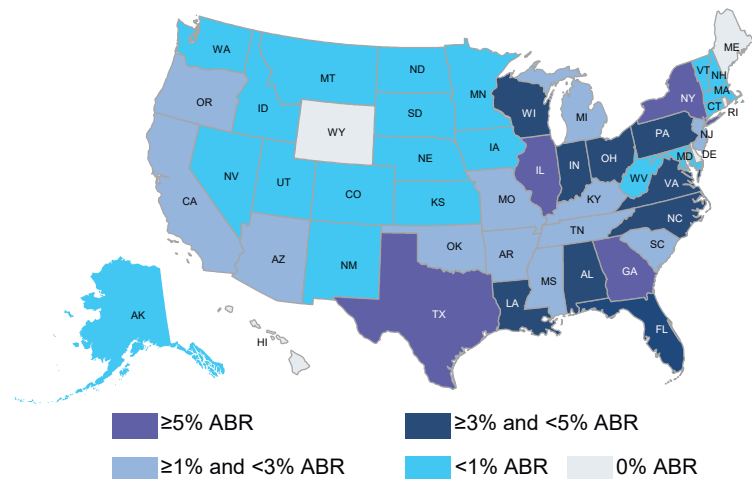 ME
WA
VT
NH
MT
ND
MN
MA
OR
ID
SD
WI
NY
CT
RI
WY
MI
PA
NJ
IA
NE
DE
OH
MD
IN
IL
NV
UT
WV
CO
VA
CA
KS
MO
KY
NC
TN
OK
AZ
NM
AR
SC
MS
AL
GA
TX
LA
FL
AK
HI
≥5% ABR
≥3% and <5% ABR
≥1% and <3% ABR
<1% ABR
0% ABR